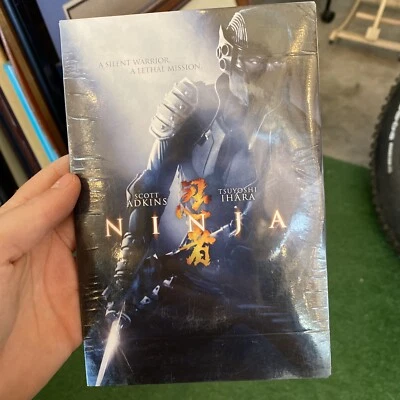 A SILENT WARRIOR.
A LETHAL MISSION.
SCOTT
ADKINS
TSUYOSHI
IHARA
忍者
NINJA